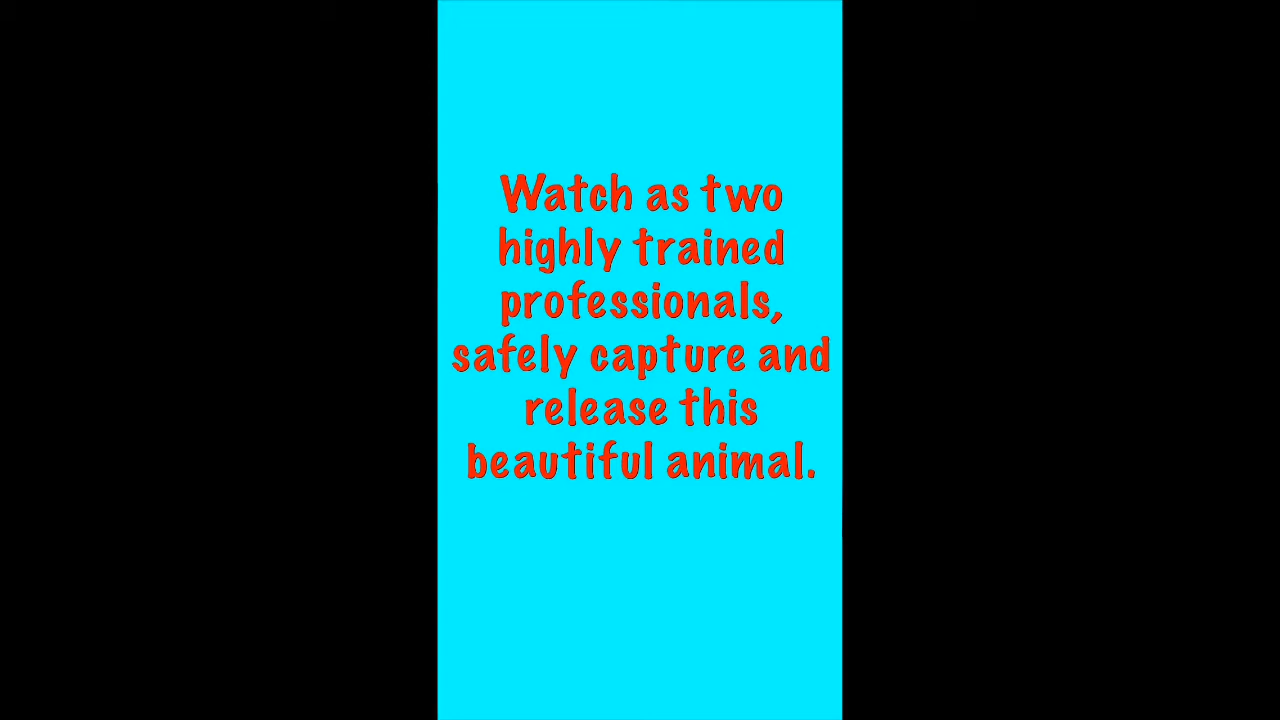 Watch as two
highly trained
professionals,
safely capture and
release this
beautiful animal.